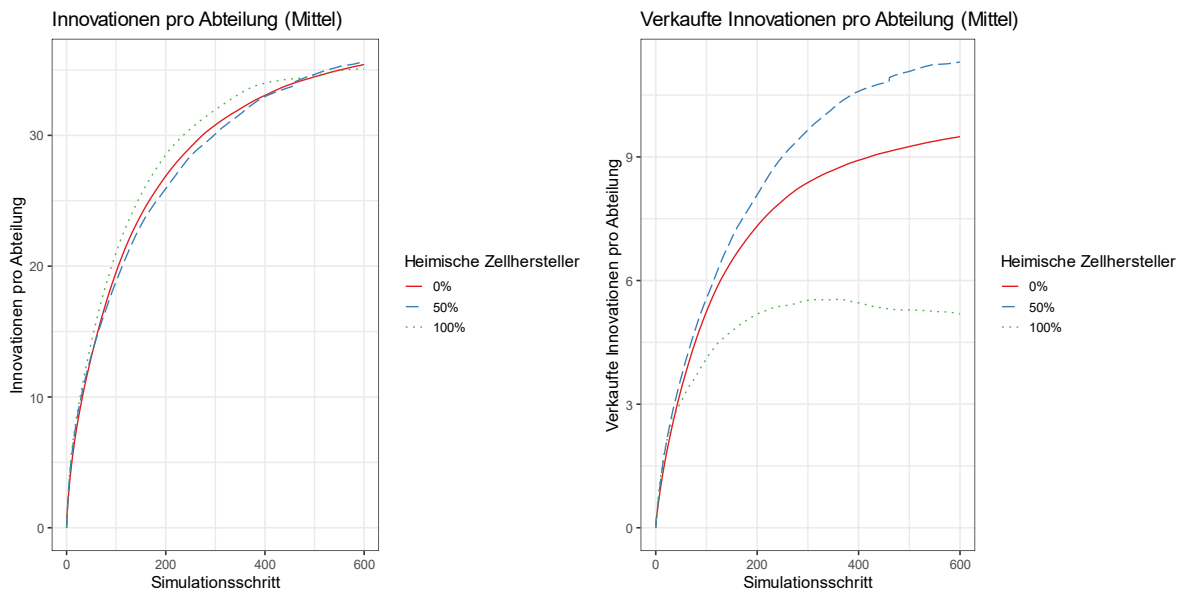 Innovationen pro Abteilung (Mittel)
Innovationen pro Abteilung
30
20
10
0
0 200 400 600
Simulationsschritt
Heimische Zellhersteller
0%
50%
100%
Verkaufte Innovationen pro Abteilung (Mittel)
Verkaufte Innovationen pro Abteilung
9
6
3
0
0 200 400 600
Simulationsschritt
Heimische Zellhersteller
0%
50%
100%